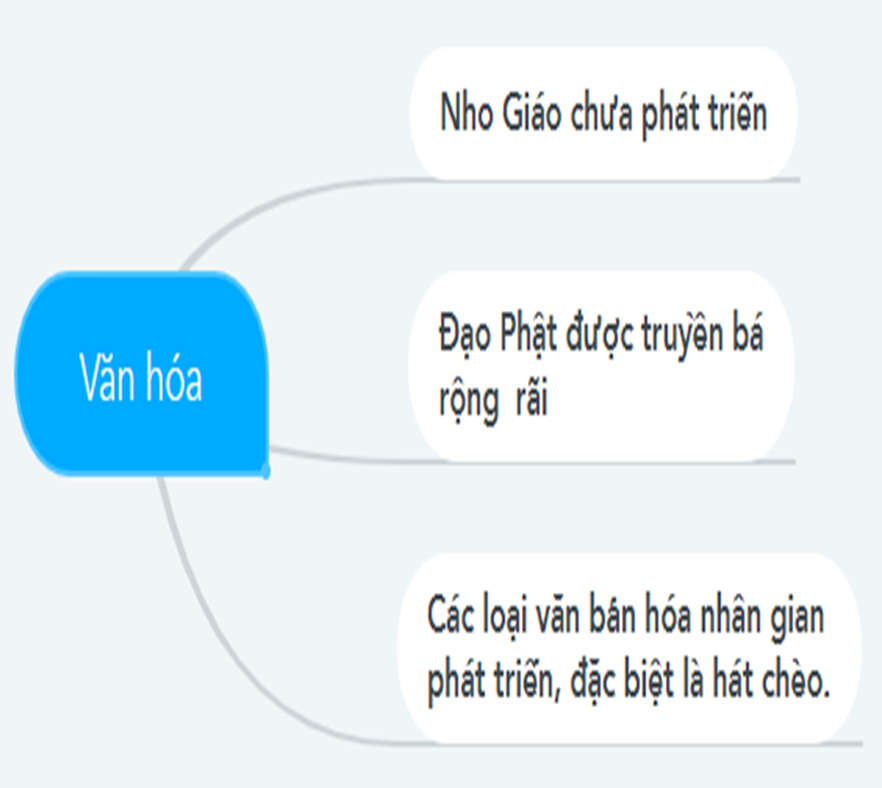 Nho Giáo chưa phát triển
Văn hóa
Đạo Phật được truyền bá
rộng rãi
Các loại văn bản hóa nhân gian
phát triển, đặc biệt là hát chèo.